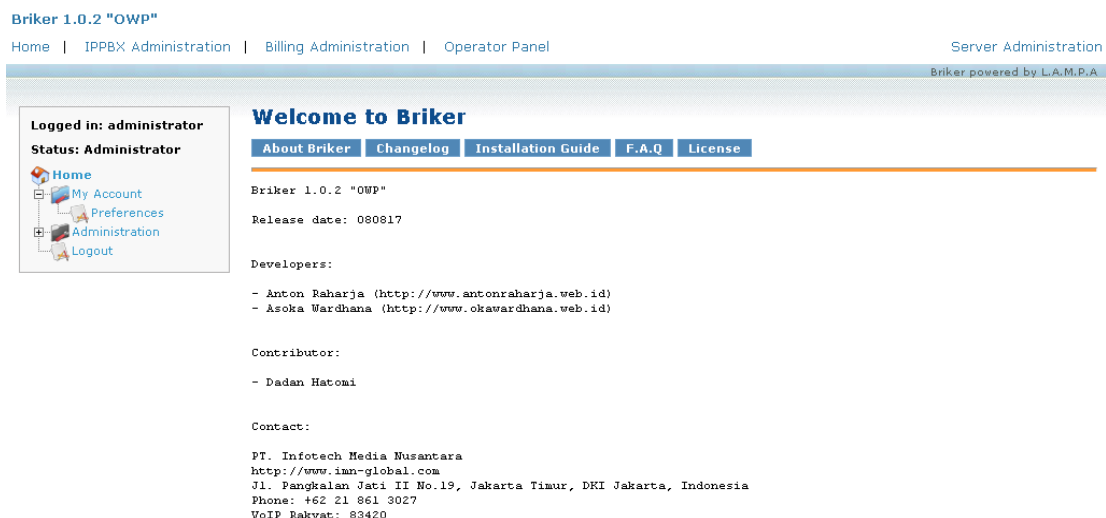 Briker 1.0.2 "OWP"
Home | IPPBX Administration | Billing Administration | Operator Panel Server Administration
Briker powered by L.A.M.P.A
Logged in: administrator
Status: Administrator
Home
My Account
Preferences
Administration
Logout
Welcome to Briker
About Briker Changelog Installation Guide F.A.Q License
Briker 1.0.2 "OWP"
Release date: 080817
Developers:
- Anton Raharja (http://www.antonraharja.web.id)
- Asoka Wardhana (http://www.okawardhana.web.id)
Contributor:
- Dadan Hatomi
Contact:
PT. Infotech Media Nusantara
http://www.imn-global.com
Jl. Pangkalan Jati II No.19, Jakarta Timur, DKI Jakarta, Indonesia
Phone: +62 21 861 3027
VoIP Rakyat: 83420